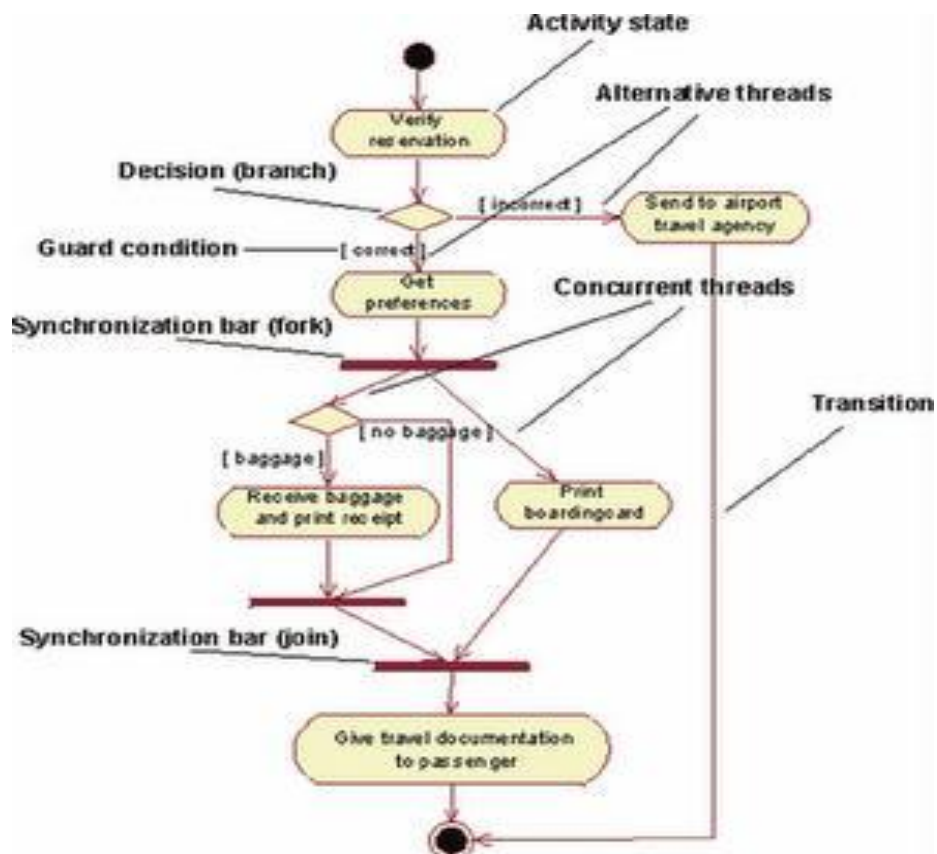 Activity state
Alternative threads
Verify
reservation
Decision (branch)
[ incorrect ]
Send to airport
travel agency
Guard condition
[ correct ]
Get
preferences
Concurrent threads
Synchronization bar (fork)
Transition
[ no baggage ]
[ baggage ]
Receive baggage
and print receipt
Print
boardingcard
Synchronization bar (join)
Give travel documentation
to passenger